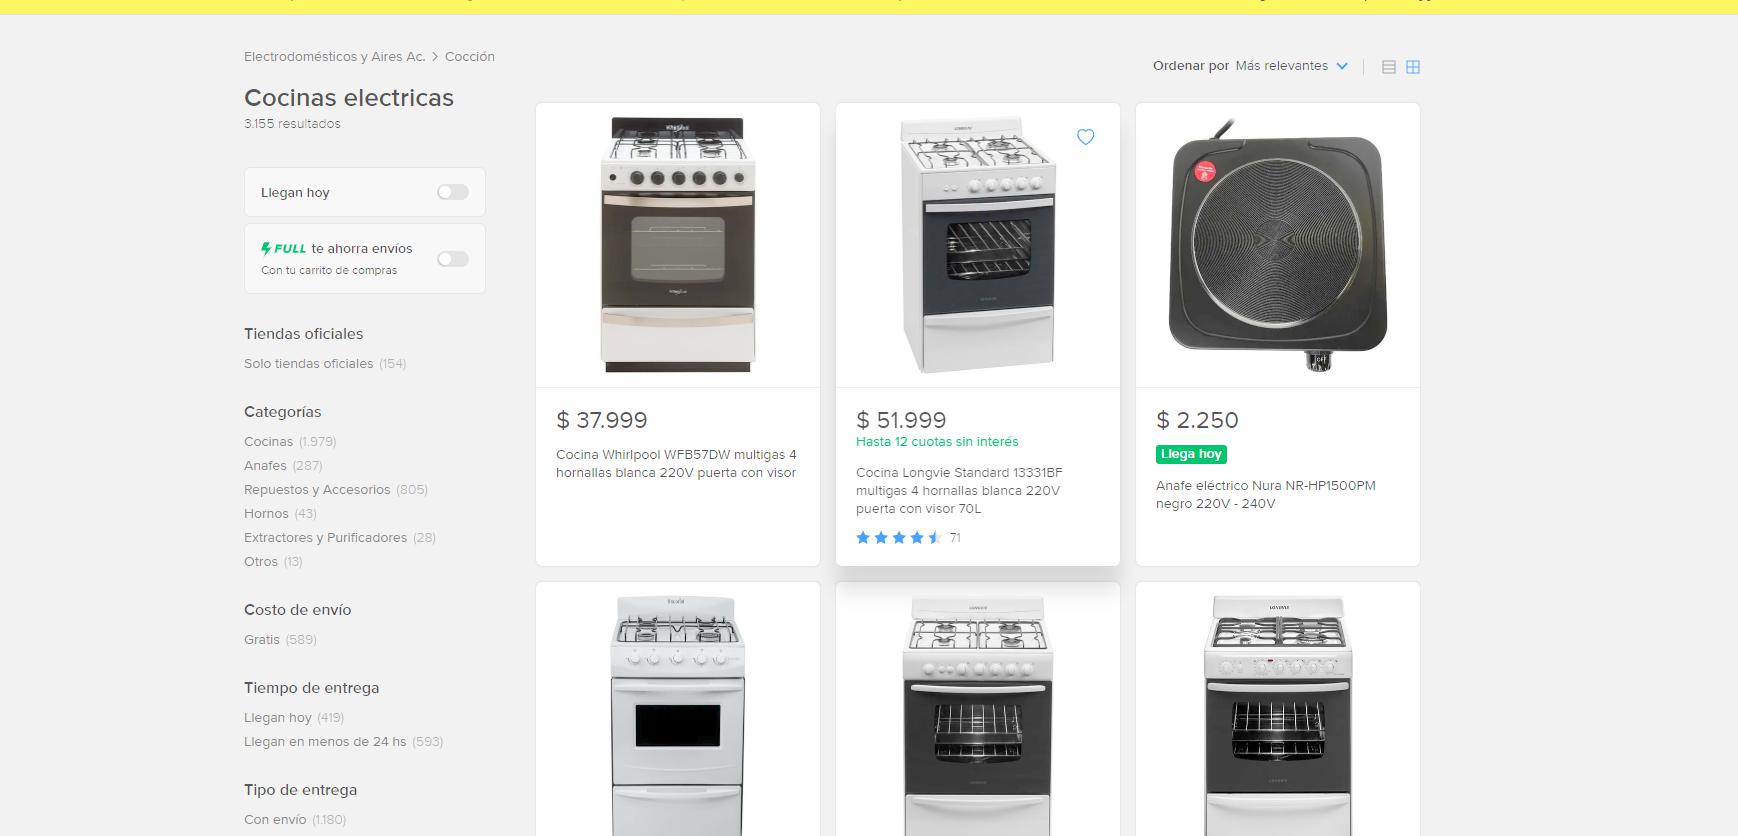 Electrodomésticos y Aires Ac. > Cocción
Cocinas electricas
3.155 resultados
Ordenar por Más relevantes
Llegan hoy
FULL te ahorra envíos
Con tu carrito de compras
Tiendas oficiales
Solo tiendas oficiales (154)
Categorías
Cocinas (1.979)
Anafes (287)
Repuestos y Accesorios (805)
Hornos (43)
Extractores y Purificadores (28)
Otros (13)
Costo de envío
Gratis (589)
Tiempo de entrega
Llegan hoy (419)
Llegan en menos de 24 hs (593)
Tipo de entrega
Con envío (1.180)
$ 37.999
Cocina Whirlpool WFB57DW multigas 4
hornallas blanca 220V puerta con visor
LONGVIE
$ 51.999
Hasta 12 cuotas sin interés
Cocina Longvie Standard 13331BF
multigas 4 hornallas blanca 220V
puerta con visor 70L
71
OFF
$ 2.250
Llega hoy
Anafe eléctrico Nura NR-HP1500PM
negro 220V - 240V
LONGVIE
LONGVIE